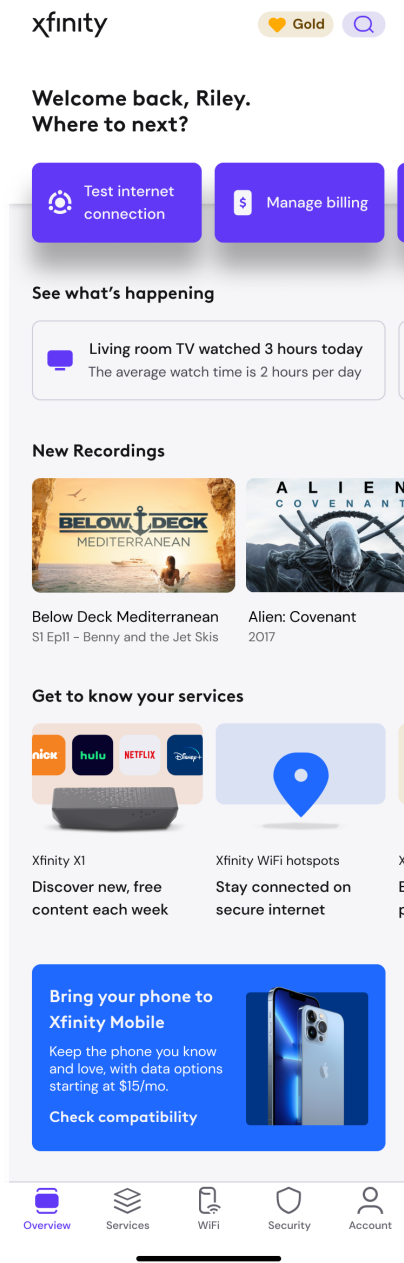 xfinity
Gold
Welcome back, Riley.
Where to next?
Test internet
connection
$
Manage billing
See what's happening
Living room TV watched 3 hours today
The average watch time is 2 hours per day
New Recordings
BELOW DECK
MEDITERRANEAN
ALIEN
COVENANT
Below Deck Mediterranean
S1 Ep11 – Benny and the Jet Skis
Alien: Covenant
2017
Get to know your services
nick
hulu
NETFLIX
Disney+
Xfinity X1
Discover new, free
content each week
Xfinity WiFi hotspots
Stay connected on
secure internet
Bring your phone to
Xfinity Mobile
Keep the phone you know
and love, with data options
starting at $15/mo.
Check compatibility
Overview
Services
WiFi
Security
Account